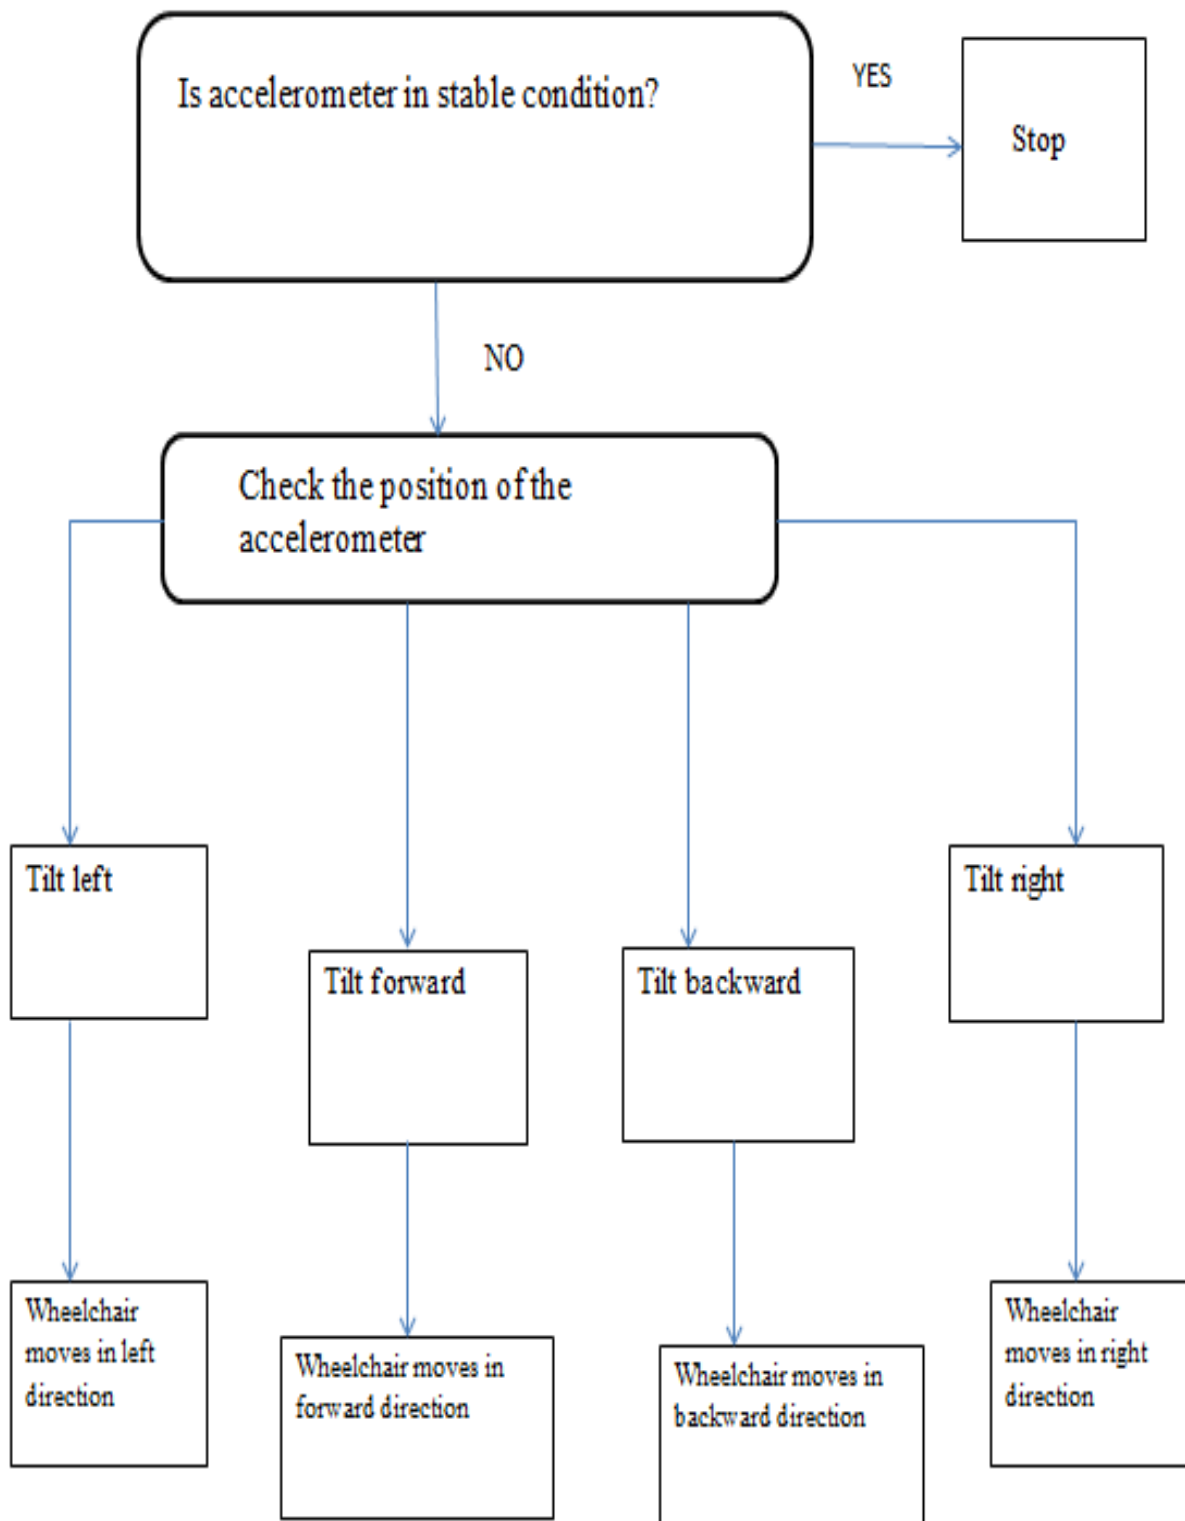 Is accelerometer in stable condition?
YES
Stop
NO
Check the position of the
accelerometer
Tilt left
Tilt right
Tilt forward
Tilt backward
Wheelchair
moves in left
direction
Wheelchair moves in
forward direction
Wheelchair moves in
backward direction
Wheelchair
moves in right
direction